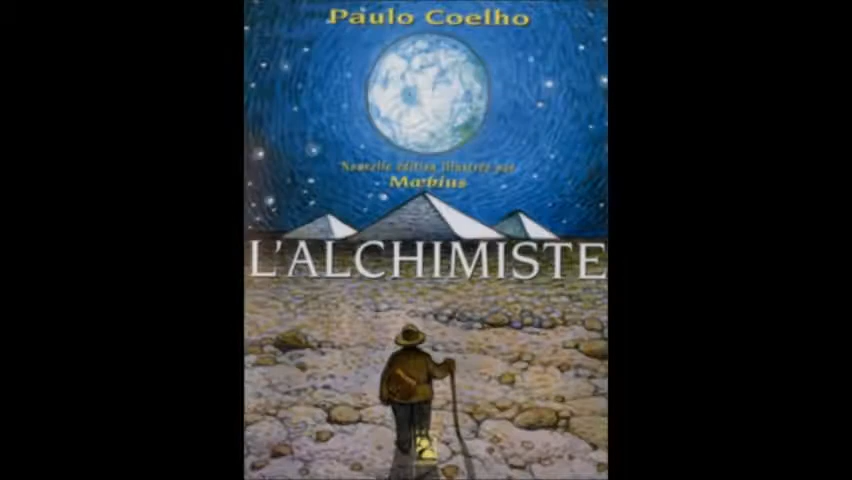 Paulo Coelho
Nouvelle édition illustrée par
Mœbius
L'ALCHIMISTE